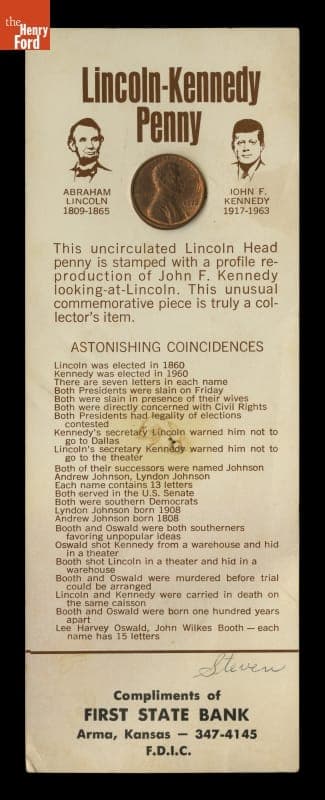 the
Henry
Ford
Lincoln-Kennedy
Penny
ABRAHAM
LINCOLN
1809-1865
JOHN F.
KENNEDY
1917-1963
This uncirculated Lincoln Head
penny is stamped with a profile re-
production of John F. Kennedy
looking-at-Lincoln. This unusual
commemorative piece is truly a col-
lector's item.
ASTONISHING COINCIDENCES
Lincoln was elected in 1860
Kennedy was elected in 1960
There are seven letters in each name
Both Presidents were slain on Friday
Both were slain in presence of their wives
Both were directly concerned with Civil Rights
Both Presidents had legality of elections
contested
Kennedy's secretary Lincoln warned him not to
go to Dallas
Lincoln's secretary Kennedy warned him not to
go to the theater
Both of their successors were named Johnson
Andrew Johnson, Lyndon Johnson
Each name contains 13 letters
Both served in the U.S. Senate
Both were southern Democrats
Lyndon Johnson born 1908
Andrew Johnson born 1808
Booth and Oswald were both southerners
favoring unpopular ideas
Oswald shot Kennedy from a warehouse and hid
in a theater
Booth shot Lincoln in a theater and hid in a
warehouse
Booth and Oswald were murdered before trial
could be arranged
Lincoln and Kennedy were carried in death on
the same caisson
Booth and Oswald were born one hundred years
apart
Lee Harvey Oswald, John Wilkes Booth — each
name has 15 letters
Steven
Compliments of
FIRST STATE BANK
Arma, Kansas — 347-4145
F.D.I.C.